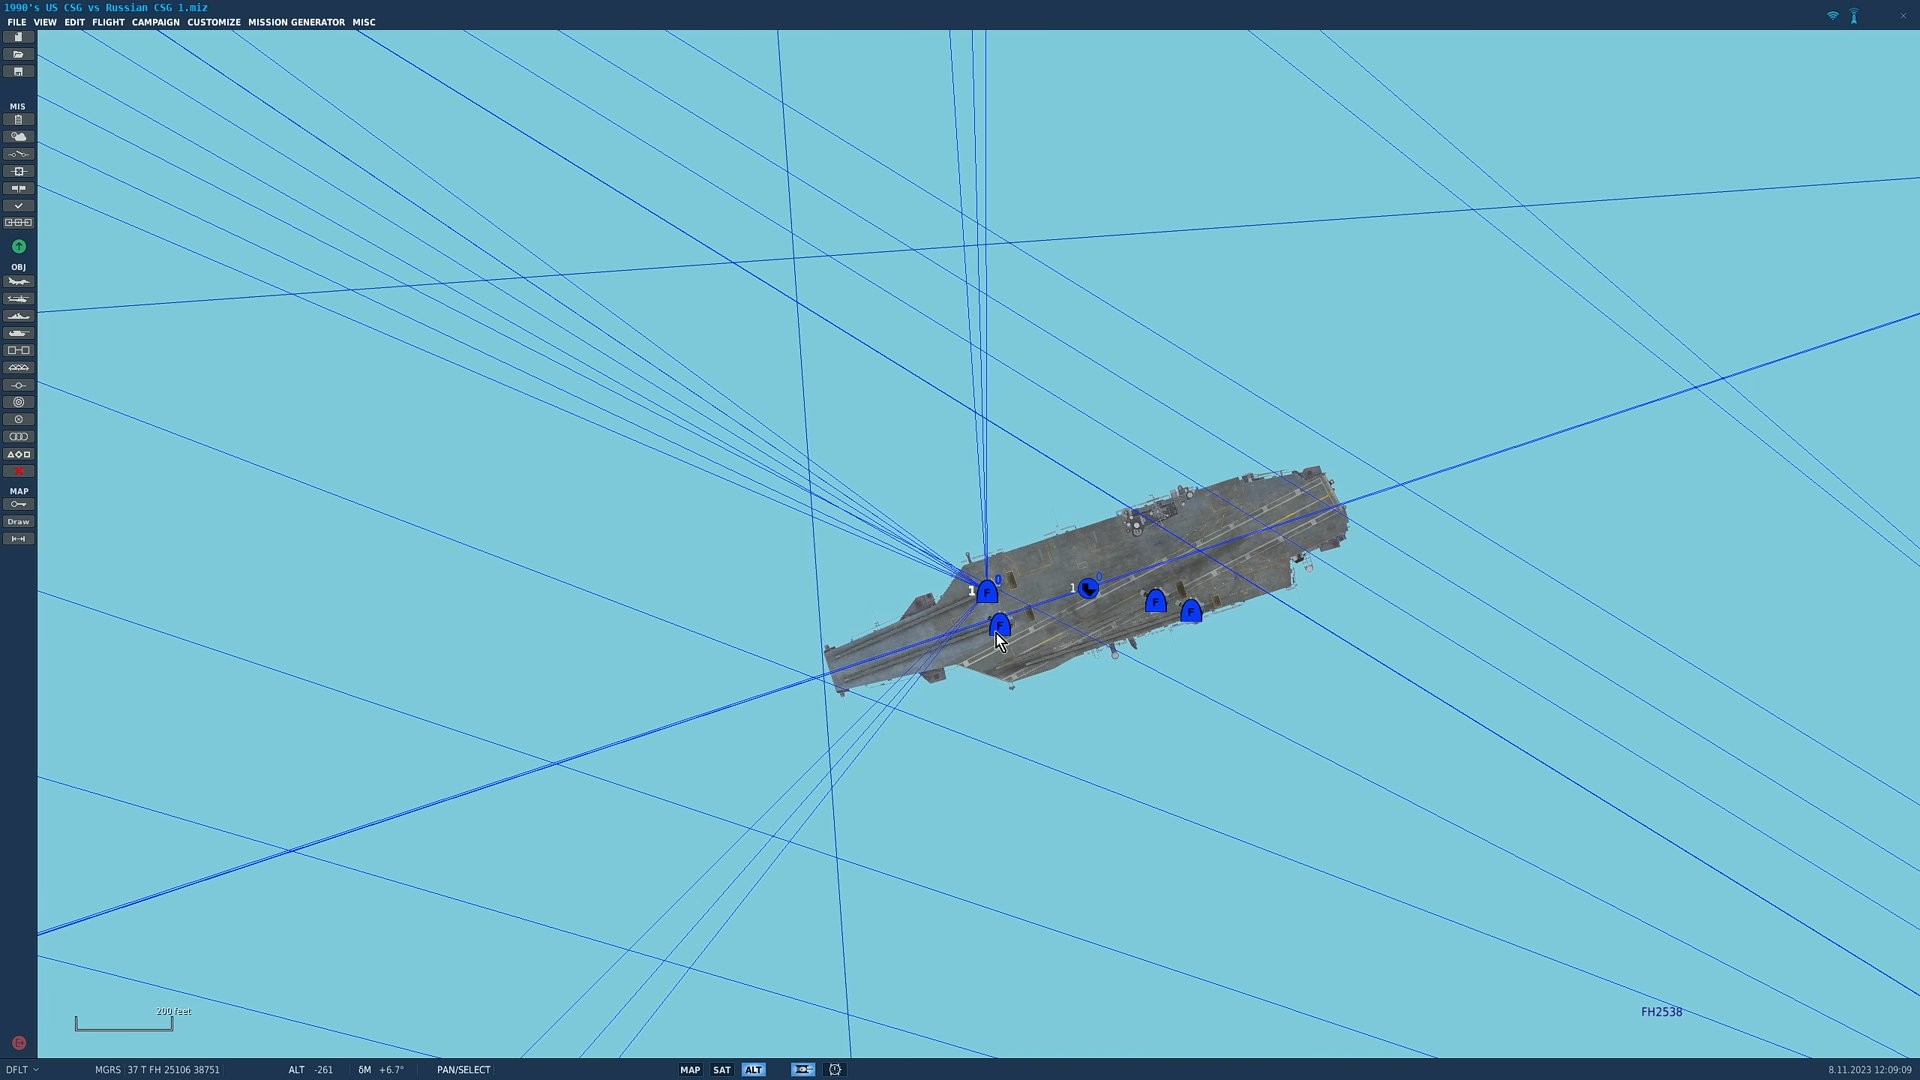 1990's US CSG vs Russian CSG 1.miz
FILE VIEW EDIT FLIGHT CAMPAIGN CUSTOMIZE MISSION GENERATOR MISC
MIS
OBJ
MAP
Draw
0
1 F
F
1 0
F
F
200 feet
FH2538
DFLT MGRS 37 T FH 25106 38751 ALT -261 δM +6.7° PAN/SELECT MAP SAT ALT 8.11.2023 12:09:09